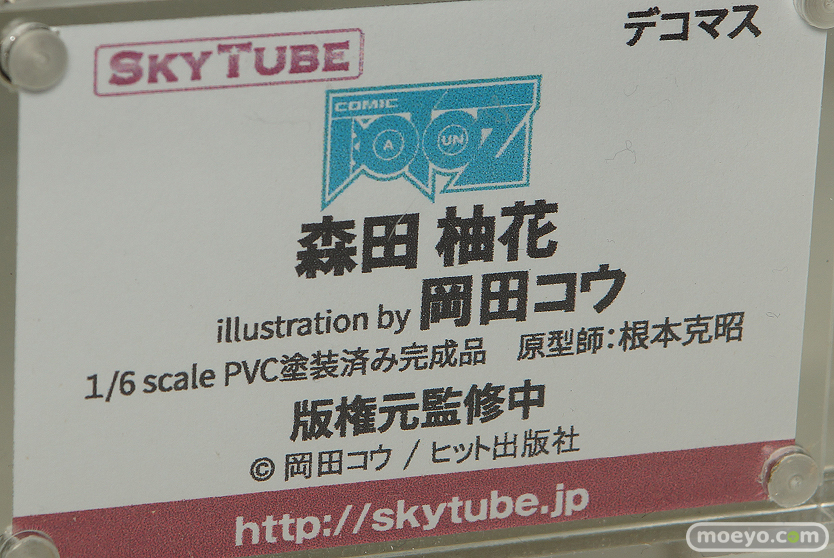 デコマス
SKYTUBE
COMIC
阿吽
A UN
森田 柚花
illustration by 岡田コウ
1/6 scale PVC塗装済み完成品 原型師：根本克昭
版権元監修中
© 岡田コウ / ヒット出版社
http://skytube.jp
moeyo.com